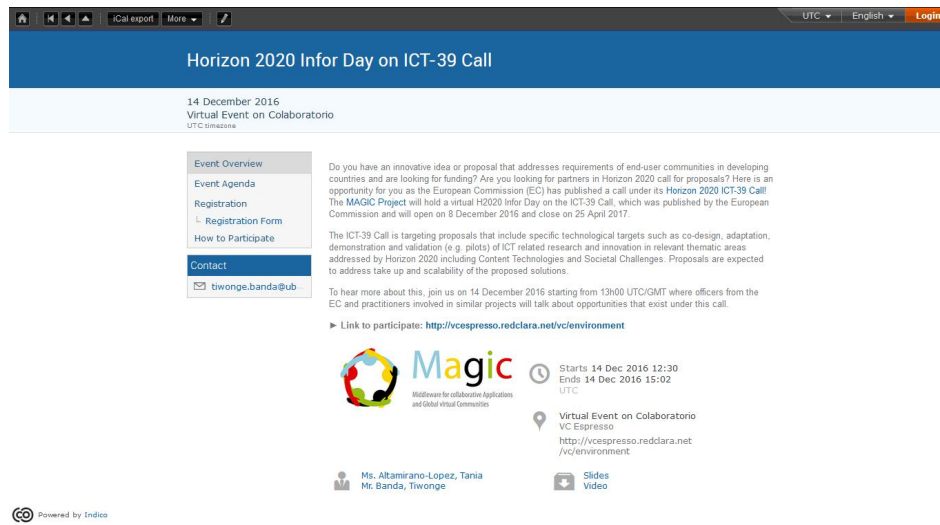 iCal export More UTC English Login
Horizon 2020 Infor Day on ICT-39 Call
14 December 2016
Virtual Event on Colaboratorio
UTC timezone
Event Overview
Event Agenda
Registration
Registration Form
How to Participate
Contact
tiwonge.banda@ub...
Do you have an innovative idea or proposal that addresses requirements of end-user communities in developing
countries and are looking for funding? Are you looking for partners in Horizon 2020 call for proposals? Here is an
opportunity for you as the European Commission (EC) has published a call under its Horizon 2020 ICT-39 Call!
The MAGIC Project will hold a virtual H2020 Infor Day on the ICT-39 Call, which was published by the European
Commission and will open on 8 December 2016 and close on 25 April 2017.
The ICT-39 Call is targeting proposals that include specific technological targets such as co-design, adaptation,
demonstration and validation (e.g. pilots) of ICT related research and innovation in relevant thematic areas
addressed by Horizon 2020 including Content Technologies and Societal Challenges. Proposals are expected
to address take up and scalability of the proposed solutions.
To hear more about this, join us on 14 December 2016 starting from 13h00 UTC/GMT where officers from the
EC and practitioners involved in similar projects will talk about opportunities that exist under this call.
► Link to participate: http://vcespresso.redclara.net/vc/environment
Magic
Middleware for collaborative Applications
and Global virtual Communities
Starts 14 Dec 2016 12:30
Ends 14 Dec 2016 15:02
UTC
Virtual Event on Colaboratorio
VC Espresso
http://vcespresso.redclara.net
/vc/environment
Ms. Altamirano-Lopez, Tania
Mr. Banda, Tiwonge
Slides
Video
Powered by Indico